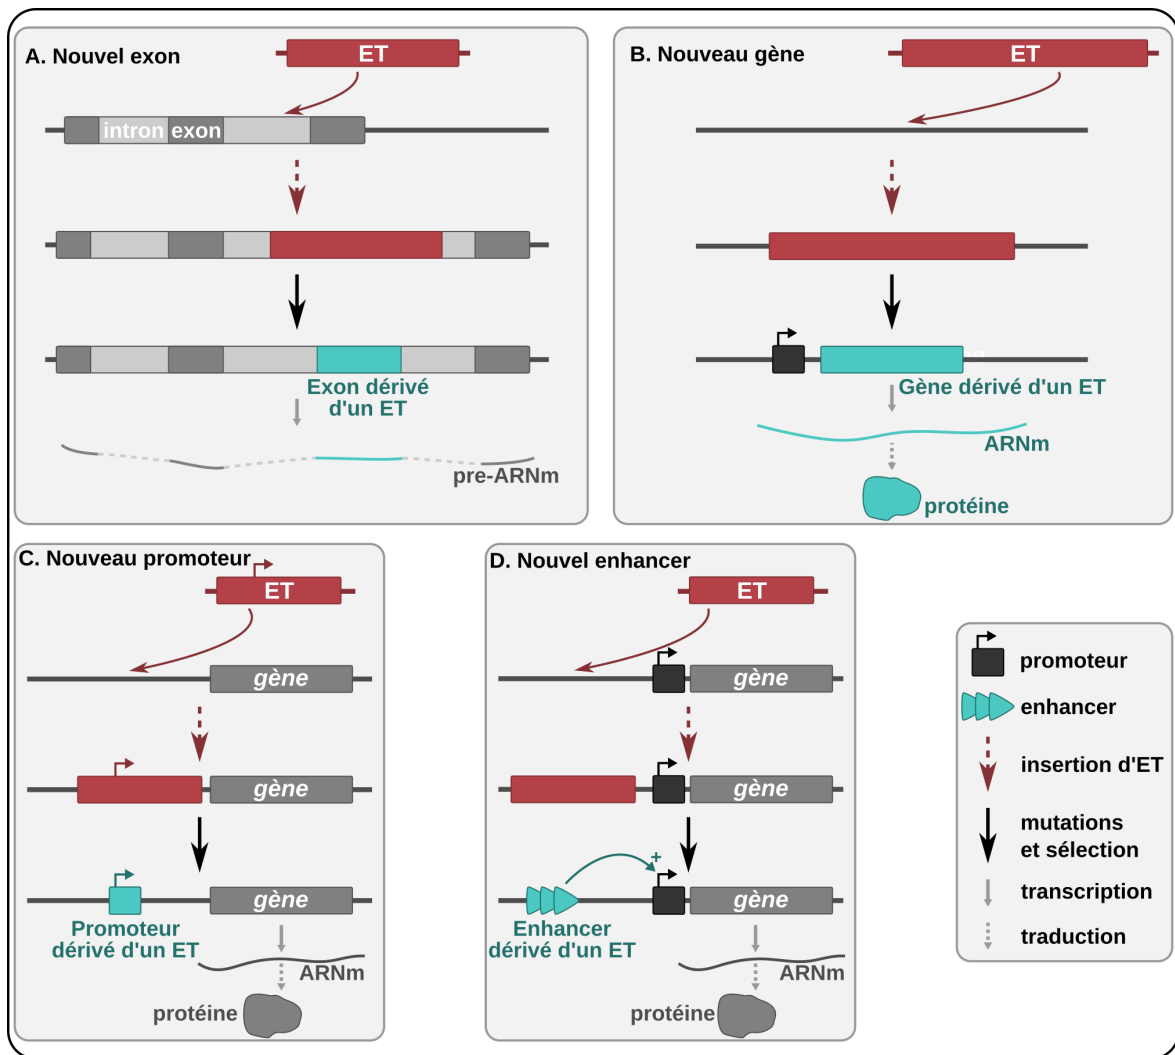 A. Nouvel exon
ET
intron exon
Exon dérivé
d'un ET
pre-ARNm
B. Nouveau gène
ET
Gène dérivé d'un ET
ARNm
protéine
C. Nouveau promoteur
ET
gène
gène
gène
Promoteur
dérivé d'un ET
ARNm
protéine
D. Nouvel enhancer
ET
gène
gène
+
gène
Enhancer
dérivé d'un ET
ARNm
protéine
promoteur
enhancer
insertion d'ET
mutations
et sélection
transcription
traduction